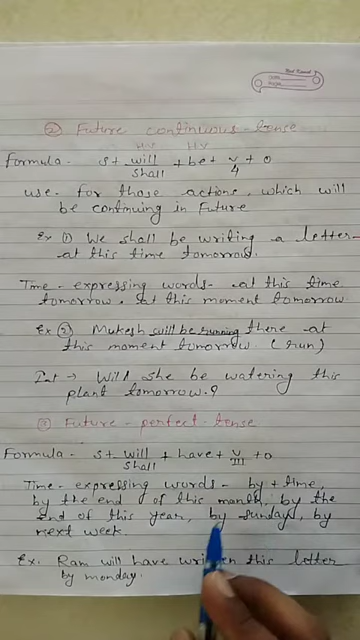 ② Future continuous tense
H.V H.V
Formula - S + will/shall + be + V4 + O
use - for those actions, which will
be continuing in Future
Ex ① We shall be writing a letter
at this time tomorrow.
Time - expressing words - at this time
tomorrow, at this moment tomorrow.
Ex ② Mukesh will be running there at
this moment tomorrow. (run)
Int → Will she be watering this
plant tomorrow?
③ Future - perfect - tense
Formula - S + will/shall + have + VIII + O
Time - expressing words - by + time,
by the end of this month, by the
end of this year, by sunday, by
next week.
Ex. Ram will have written this letter
by monday.